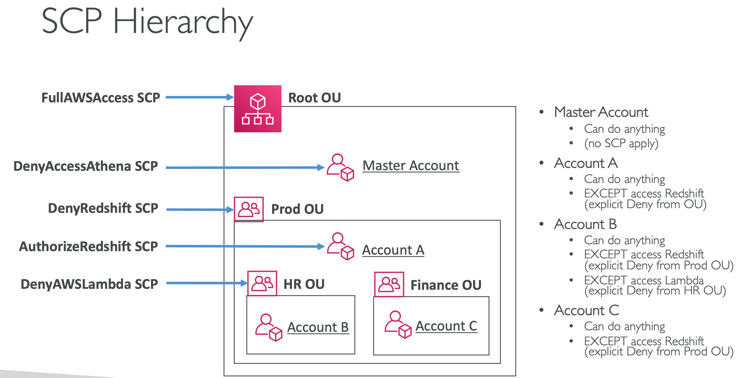 SCP Hierarchy
FullAWSAccess SCP
Root OU
DenyAccessAthena SCP
Master Account
DenyRedshift SCP
Prod OU
AuthorizeRedshift SCP
Account A
DenyAWSLambda SCP
HR OU
Finance OU
Account B
Account C
• Master Account
• Can do anything
• (no SCP apply)
• Account A
• Can do anything
• EXCEPT access Redshift
(explicit Deny from OU)
• Account B
• Can do anything
• EXCEPT access Redshift
(explicit Deny from Prod OU)
• EXCEPT access Lambda
(explicit Deny from HR OU)
• Account C
• Can do anything
• EXCEPT access Redshift
(explicit Deny from Prod OU)